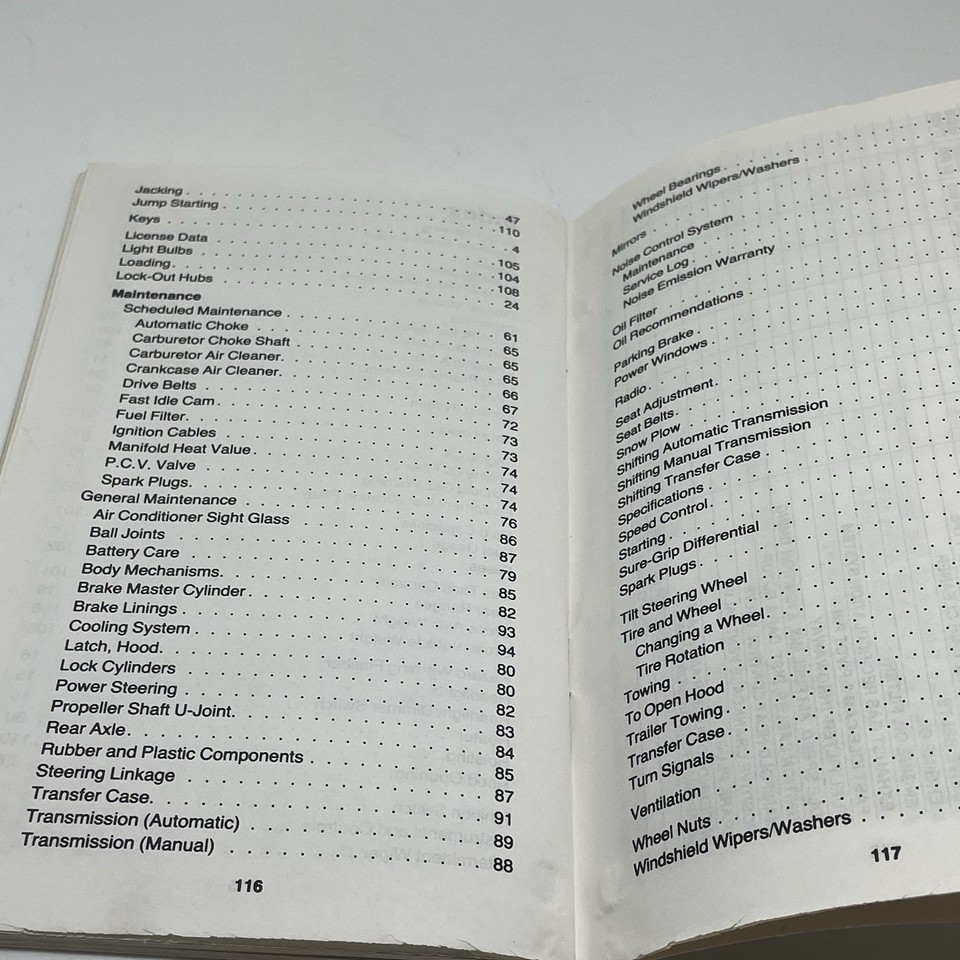 Jacking . . . . 47
Jump Starting . . . . 110
Keys . . . . 4
License Data . . . . 105
Light Bulbs . . . . 104
Loading . . . . 108
Lock-Out Hubs . . . . 24
Maintenance
Scheduled Maintenance . . . . 61
Automatic Choke . . . . 65
Carburetor Choke Shaft . . . . 65
Carburetor Air Cleaner . . . . 65
Crankcase Air Cleaner . . . . 66
Drive Belts . . . . 67
Fast Idle Cam . . . . 72
Fuel Filter . . . . 73
Ignition Cables . . . . 73
Manifold Heat Value . . . . 74
P.C.V. Valve . . . . 74
Spark Plugs . . . . 74
General Maintenance . . . . 76
Air Conditioner Sight Glass . . . . 86
Ball Joints . . . . 87
Battery Care . . . . 79
Body Mechanisms . . . . 85
Brake Master Cylinder . . . . 82
Brake Linings . . . . 93
Cooling System . . . . 94
Latch, Hood . . . . 80
Lock Cylinders . . . . 80
Power Steering . . . . 82
Propeller Shaft U-Joint . . . . 83
Rear Axle . . . . 84
Rubber and Plastic Components . . . . 85
Steering Linkage . . . . 87
Transfer Case . . . . 91
Transmission (Automatic) . . . . 89
Transmission (Manual) . . . . 88
116
Wheel Bearings . . . .
Windshield Wipers/Washers . . . .
Mirrors . . . .
Noise Control System . . . .
Maintenance . . . .
Service Log . . . .
Noise Emission Warranty . . . .
Oil Filter . . . .
Oil Recommendations . . . .
Parking Brake . . . .
Power Windows . . . .
Radio . . . .
Seat Adjustment . . . .
Seat Belts . . . .
Snow Plow . . . .
Shifting Automatic Transmission . . . .
Shifting Manual Transmission . . . .
Shifting Transfer Case . . . .
Specifications . . . .
Speed Control . . . .
Starting . . . .
Sure-Grip Differential . . . .
Spark Plugs . . . .
Tilt Steering Wheel . . . .
Tire and Wheel . . . .
Changing a Wheel . . . .
Tire Rotation . . . .
Towing . . . .
To Open Hood . . . .
Trailer Towing . . . .
Transfer Case . . . .
Turn Signals . . . .
Ventilation . . . .
Wheel Nuts . . . .
Windshield Wipers/Washers . . . .
117